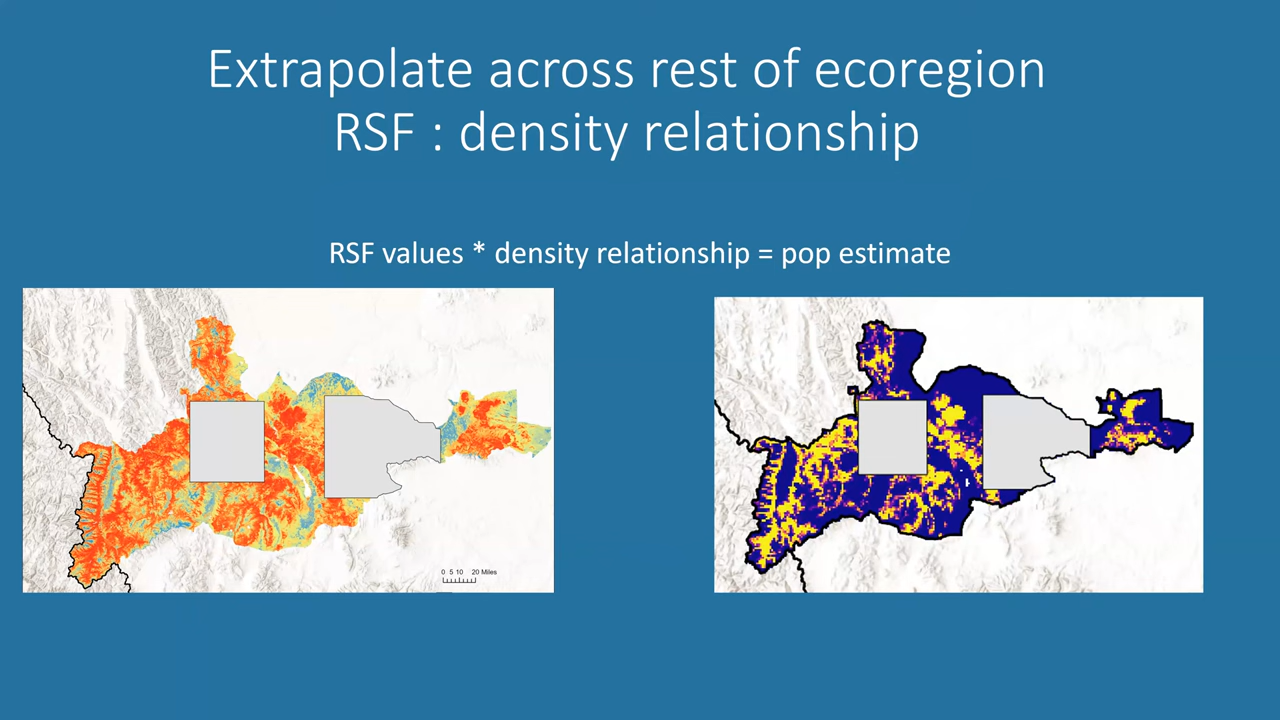 Extrapolate across rest of ecoregion
RSF : density relationship
RSF values * density relationship = pop estimate
0 5 10 20 Miles